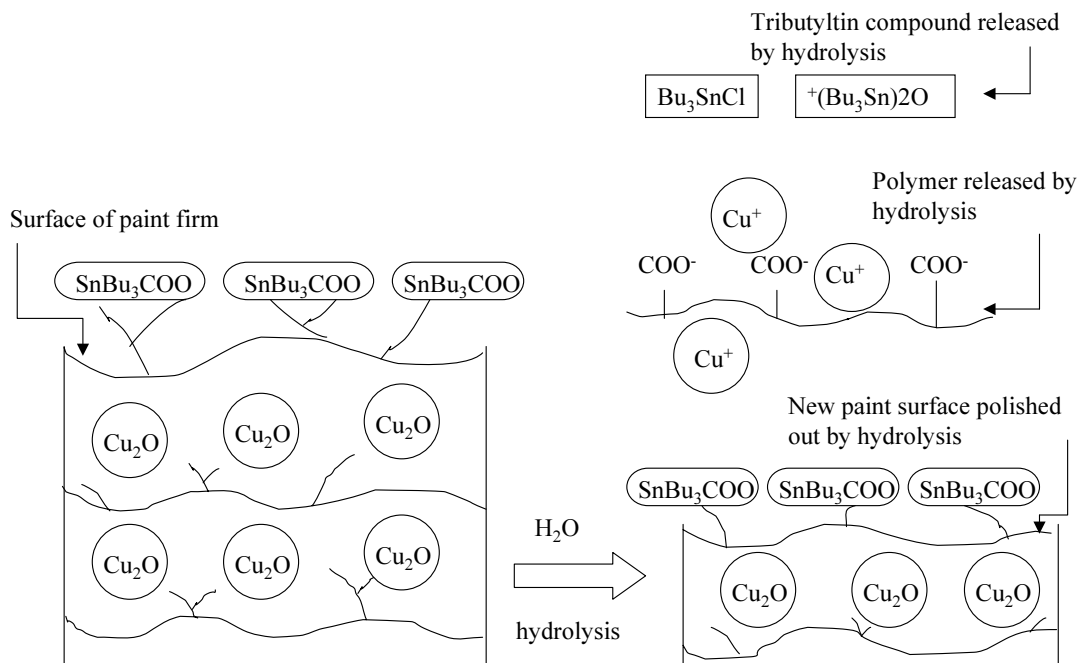 Tributyltin compound released
by hydrolysis
Bu₃SnCl
⁺(Bu₃Sn)2O
Polymer released by
hydrolysis
Surface of paint firm
Cu⁺
COO⁻
COO⁻
Cu⁺
COO⁻
SnBu₃COO
SnBu₃COO
SnBu₃COO
Cu⁺
New paint surface polished
out by hydrolysis
Cu₂O
Cu₂O
Cu₂O
SnBu₃COO
SnBu₃COO
SnBu₃COO
H₂O
Cu₂O
Cu₂O
Cu₂O
Cu₂O
Cu₂O
Cu₂O
hydrolysis